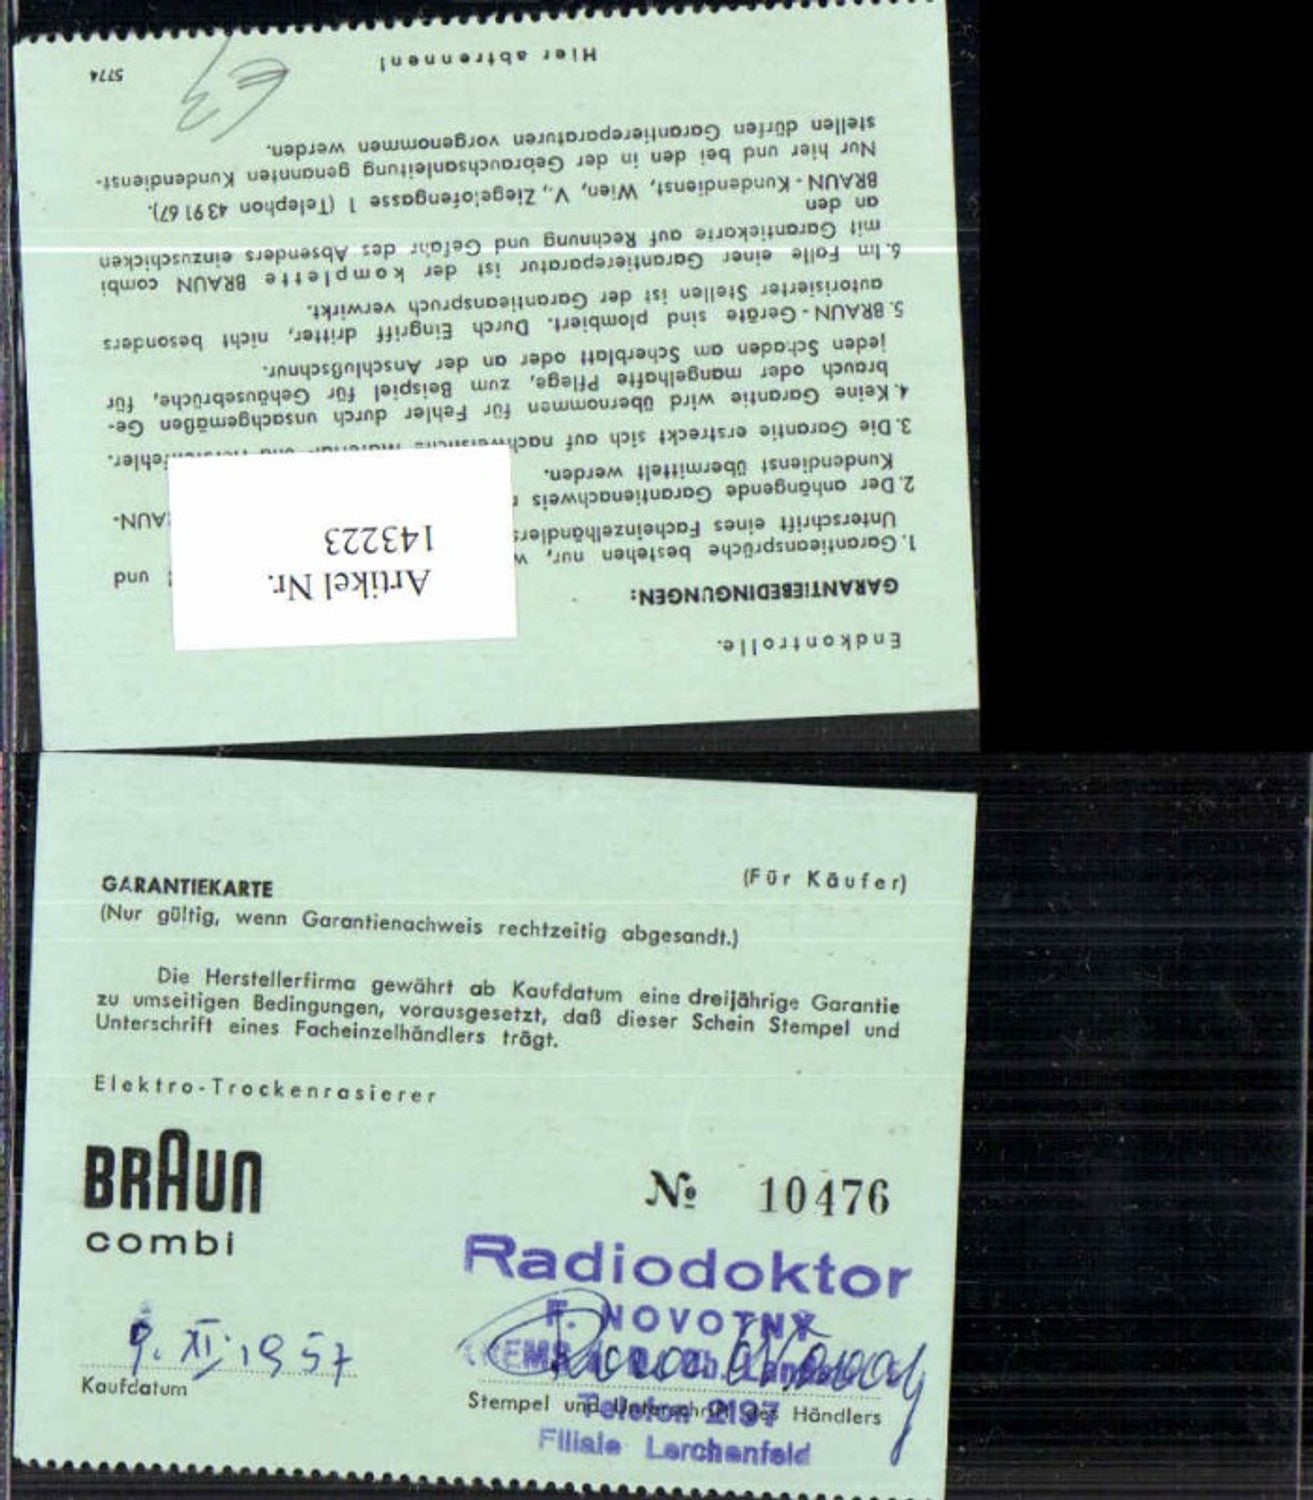 Endkontrolle.
GARANTIEBEDINGUNGEN:
1. Garantieansprüche bestehen nur, und
Unterschrift eines Facheinzelhändlers
2. Der anhängende Garantienachweis AUN-
Kundendienst übermittelt werden.
3. Die Garantie erstreckt sich auf
4. Keine Garantie wird übernommen für Fehler durch unsachgemäßen Ge-
brauch oder mangelhafte Pflege, zum Beispiel für Gehäusebrüche, für
jeden Schaden am Scherblatt oder an der Anschlußschnur.
5. BRAUN-Geräte sind plombiert. Durch Eingriff dritter, nicht besonders
autorisierter Stellen ist der Garantieanspruch verwirkt.
6. Im Falle einer Garantiereparatur ist der komplette BRAUN combi
mit Garantiekarte auf Rechnung und Gefahr des Absenders einzuschicken
an den
BRAUN-Kundendienst, Wien, V., Ziegelofengasse 1 (Telephon 43 91 67).
Nur hier und bei den in der Gebrauchsanleitung genannten Kundendienst-
stellen dürfen Garantiereparaturen vorgenommen werden.
Hier abtrennen!
5774
Artikel Nr.
143223
GARANTIEKARTE (Für Käufer)
(Nur gültig, wenn Garantienachweis rechtzeitig abgesandt.)
Die Herstellerfirma gewährt ab Kaufdatum eine dreijährige Garantie
zu umseitigen Bedingungen, vorausgesetzt, daß dieser Schein Stempel und
Unterschrift eines Facheinzelhändlers trägt.
Elektro-Trockenrasierer
BRAUN
combi
№ 10476
Radiodoktor
F. NOVOTNY
9. XI. 1957
Kaufdatum
Stempel und Unterschrift des Händlers
Telefon 2197
Filiale Lerchenfeld